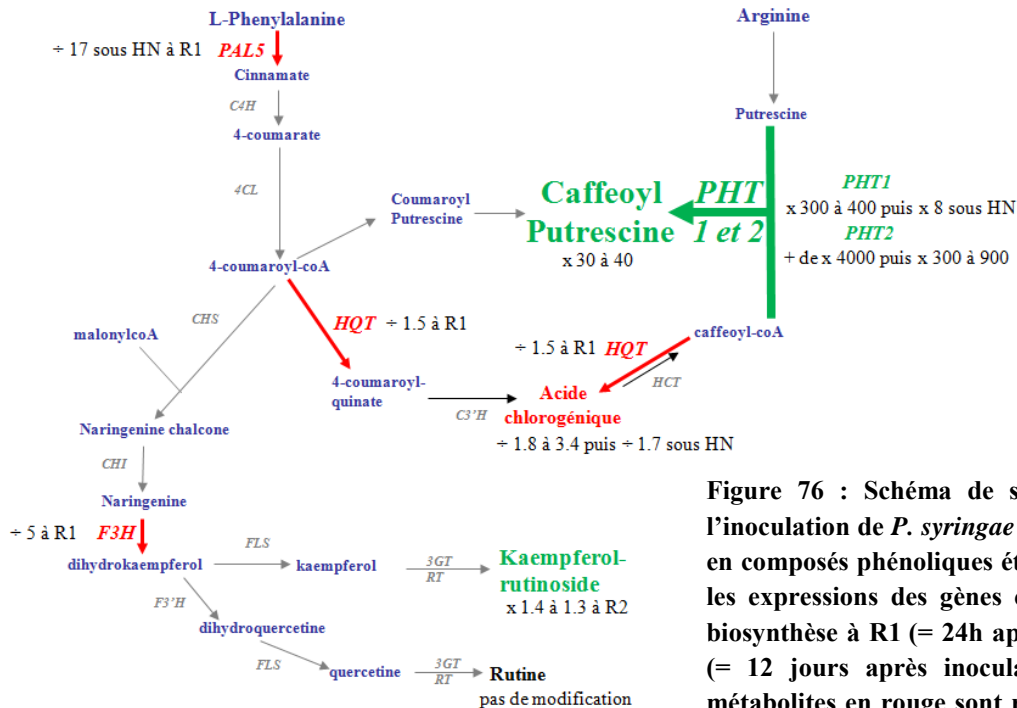 L-Phenylalanine
÷ 17 sous HN à R1 PAL5
Cinnamate
C4H
4-coumarate
4CL
4-coumaroyl-coA
Coumaroyl
Putrescine
Caffeoyl
Putrescine
x 30 à 40
PHT
1 et 2
Arginine
Putrescine
PHT1
x 300 à 400 puis x 8 sous HN
PHT2
+ de x 4000 puis x 300 à 900
caffeoyl-coA
CHS
malonylcoA
HQT ÷ 1.5 à R1
÷ 1.5 à R1 HQT
HCT
4-coumaroyl-
quinate
C3'H
Acide
chlorogénique
÷ 1.8 à 3.4 puis ÷ 1.7 sous HN
Naringenine chalcone
CHI
Naringenine
÷ 5 à R1 F3H
dihydrokaempferol
FLS
kaempferol
3GT
RT
Kaempferol-
rutinoside
x 1.4 à 1.3 à R2
F3'H
dihydroquercetine
FLS
quercetine
3GT
RT
Rutine
pas de modification
Figure 76 : Schéma de s
l'inoculation de P. syringae
en composés phénoliques ét
les expressions des gènes
biosynthèse à R1 (= 24h ap
(= 12 jours après inocula
métabolites en rouge sont